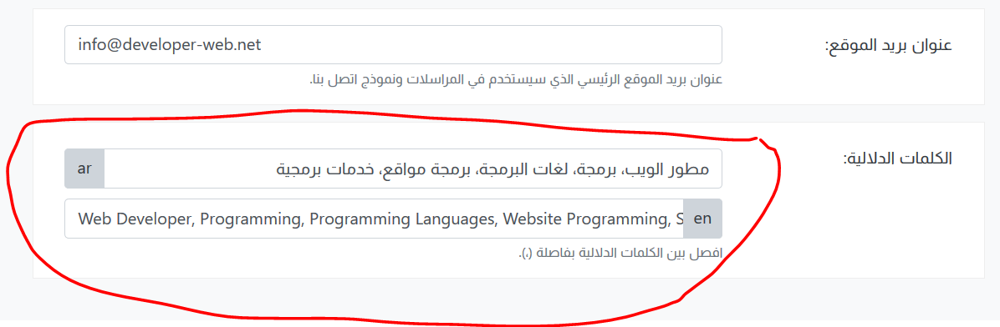 عنوان بريد الموقع:
info@developer-web.net
عنوان بريد الموقع الرئيسي الذي سيستخدم في المراسلات ونموذج اتصل بنا.
الكلمات الدلالية:
مطور الويب، برمجة، لغات البرمجة، برمجة مواقع، خدمات برمجية ar
en Web Developer, Programming, Programming Languages, Website Programming,
افصل بين الكلمات الدلالية بفاصلة (،).